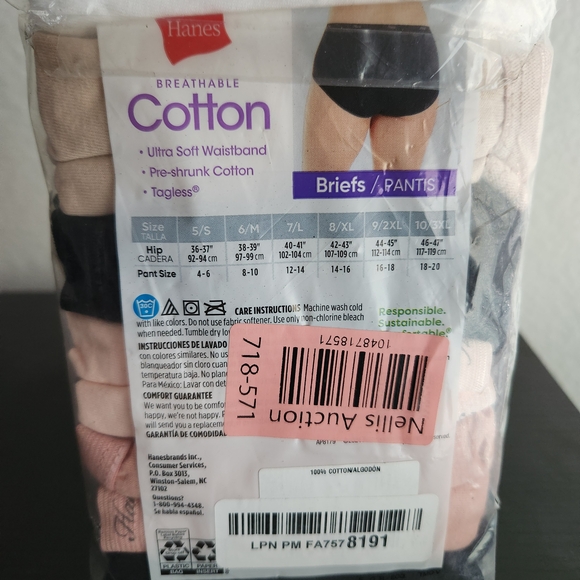 Hanes
BREATHABLE
Cotton
• Ultra Soft Waistband
• Pre-shrunk Cotton
• Tagless®
Briefs / PANTIS
Size 5/S 6/M 7/L 8/XL 9/2XL 10/3XL
TALLA
Hip 36-37" 38-39" 40-41" 42-43" 44-45" 46-47"
CADERA 92-94 cm 97-99 cm 102-104 cm 107-109 cm 112-114 cm 117-119 cm
Pant Size 4-6 8-10 12-14 14-16 16-18 18-20
CARE INSTRUCTIONS Machine wash cold
with like colors. Do not use fabric softener. Use only non-chlorine bleach
when needed. Tumble dry
Responsible.
Sustainable.
INSTRUCCIONES DE LAVADO
con colores similares. No
blanqueador sin cloro cuan
temperatura baja. No
Para México: Lavar con
COMFORT GUARANTEE
We want you to be
happy, we're not happy.
will send you a
GARANTÍA DE
1048718571
718-571
Nellis Auction
Hanesbrands Inc.,
Consumer Services,
P.O. Box 3013,
Winston-Salem, NC
27102
Questions?
1-800-994-4348.
Se habla español.
100% COTTON/ALGODÓN
LPN PM FA757 8191
PLASTIC PAPER
BAG INSERT